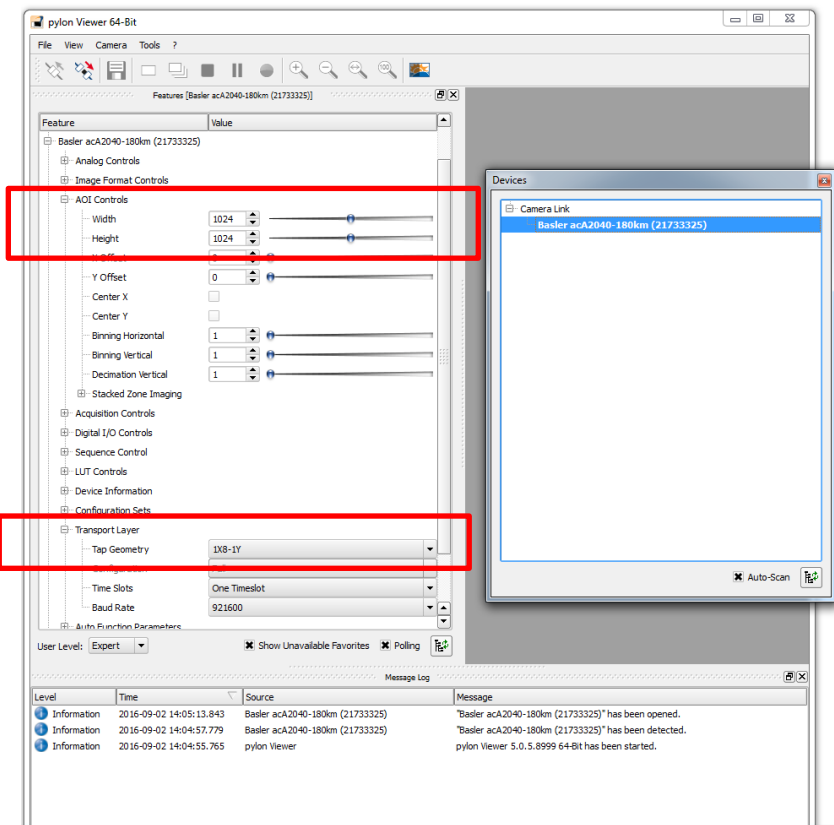 pylon Viewer 64-Bit
File View Camera Tools ?
100
Features [Basler acA2040-180km (21733325)]
Feature Value
Basler acA2040-180km (21733325)
Analog Controls
Image Format Controls
AOI Controls
Width 1024
Height 1024
X Offset 0
Y Offset 0
Center X
Center Y
Binning Horizontal 1
Binning Vertical 1
Decimation Vertical 1
Stacked Zone Imaging
Acquisition Controls
Digital I/O Controls
Sequence Control
LUT Controls
Device Information
Configuration Sets
Transport Layer
Tap Geometry 1X8-1Y
Time Slots One Timeslot
Baud Rate 921600
Auto Function Parameters
User Level: Expert Show Unavailable Favorites Polling
Devices
Camera Link
Basler acA2040-180km (21733325)
Auto-Scan
Message Log
Level Time Source Message
Information 2016-09-02 14:05:13.843 Basler acA2040-180km (21733325) "Basler acA2040-180km (21733325)" has been opened.
Information 2016-09-02 14:04:57.779 Basler acA2040-180km (21733325) "Basler acA2040-180km (21733325)" has been detected.
Information 2016-09-02 14:04:55.765 pylon Viewer pylon Viewer 5.0.5.8999 64-Bit has been started.